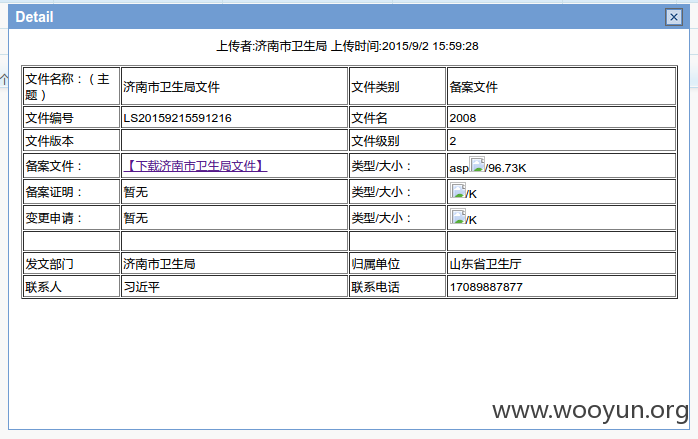 Detail
上传者:济南市卫生局 上传时间:2015/9/2 15:59:28
文件名称：（主题） 济南市卫生局文件 文件类别 备案文件
文件编号 LS20159215591216 文件名 2008
文件版本 文件级别 2
备案文件： 【下载济南市卫生局文件】 类型/大小： asp/96.73K
备案证明： 暂无 类型/大小： /K
变更申请： 暂无 类型/大小： /K
发文部门 济南市卫生局 归属单位 山东省卫生厅
联系人 习近平 联系电话 17089887877
www.wooyun.org
个